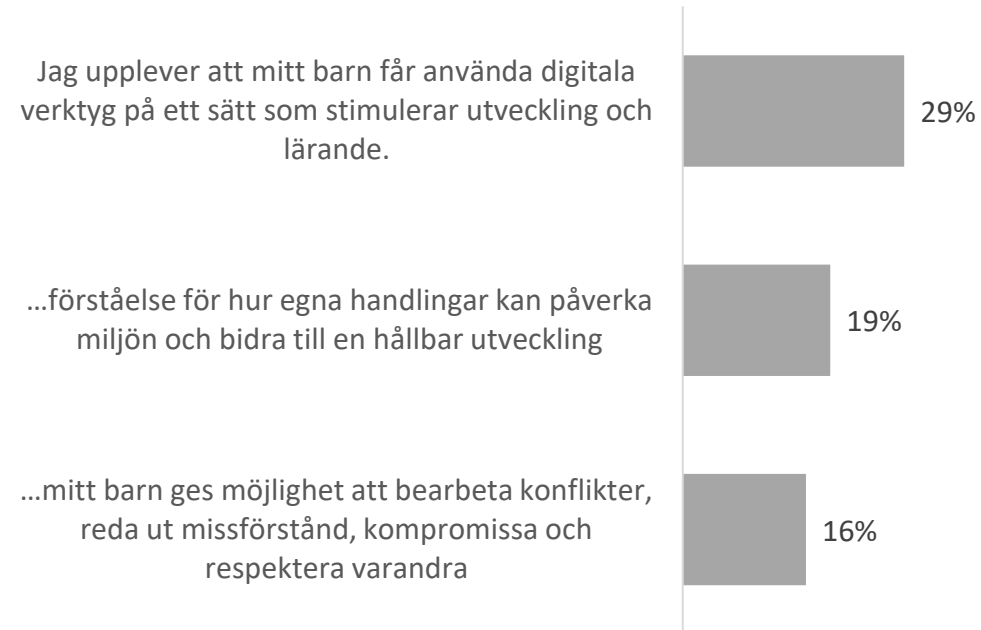 Jag upplever att mitt barn får använda digitala
verktyg på ett sätt som stimulerar utveckling och
lärande.
29%
…förståelse för hur egna handlingar kan påverka
miljön och bidra till en hållbar utveckling
19%
…mitt barn ges möjlighet att bearbeta konflikter,
reda ut missförstånd, kompromissa och
respektera varandra
16%